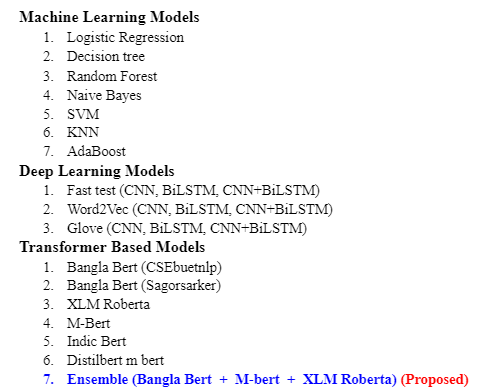 Machine Learning Models
1. Logistic Regression
2. Decision tree
3. Random Forest
4. Naive Bayes
5. SVM
6. KNN
7. AdaBoost
Deep Learning Models
1. Fast test (CNN, BiLSTM, CNN+BiLSTM)
2. Word2Vec (CNN, BiLSTM, CNN+BiLSTM)
3. Glove (CNN, BiLSTM, CNN+BiLSTM)
Transformer Based Models
1. Bangla Bert (CSEbuetnlp)
2. Bangla Bert (Sagorsarker)
3. XLM Roberta
4. M-Bert
5. Indic Bert
6. Distilbert m bert
7. Ensemble (Bangla Bert + M-bert + XLM Roberta) (Proposed)